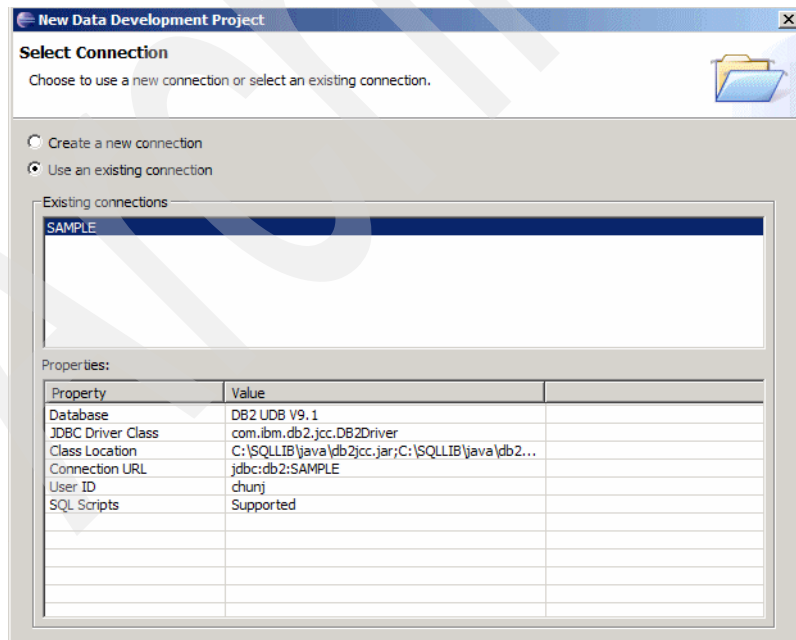 New Data Development Project
Select Connection
Choose to use a new connection or select an existing connection.
Create a new connection
Use an existing connection
Existing connections
SAMPLE
Properties:
Property Value
Database DB2 UDB V9.1
JDBC Driver Class com.ibm.db2.jcc.DB2Driver
Class Location C:\SQLLIB\java\db2jcc.jar;C:\SQLLIB\java\db2...
Connection URL jdbc:db2:SAMPLE
User ID chunj
SQL Scripts Supported